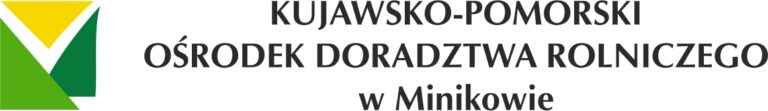 KUJAWSKO-POMORSKI
OŚRODEK DORADZTWA ROLNICZEGO
w Minikowie